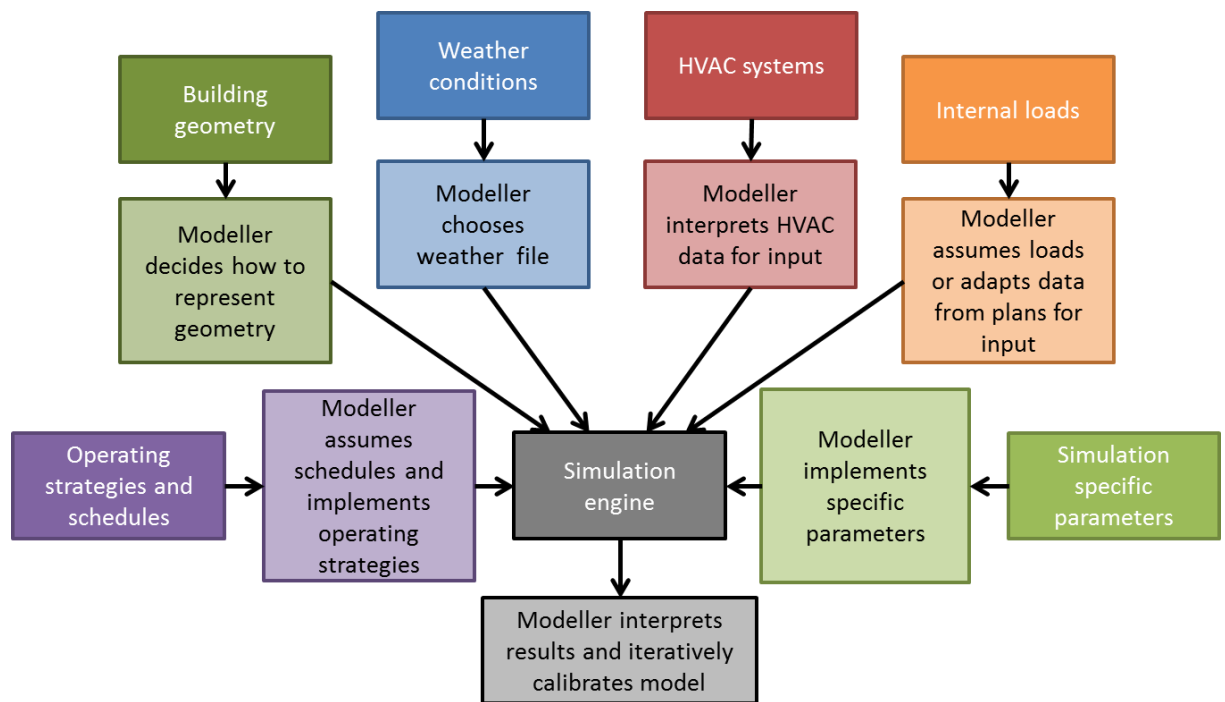 Building
geometry
Weather
conditions
HVAC systems
Internal loads
Modeller
decides how to
represent
geometry
Modeller
chooses
weather file
Modeller
interprets HVAC
data for input
Modeller
assumes loads
or adapts data
from plans for
input
Operating
strategies and
schedules
Modeller
assumes
schedules and
implements
operating
strategies
Simulation
engine
Modeller
implements
specific
parameters
Simulation
specific
parameters
Modeller interprets
results and iteratively
calibrates model